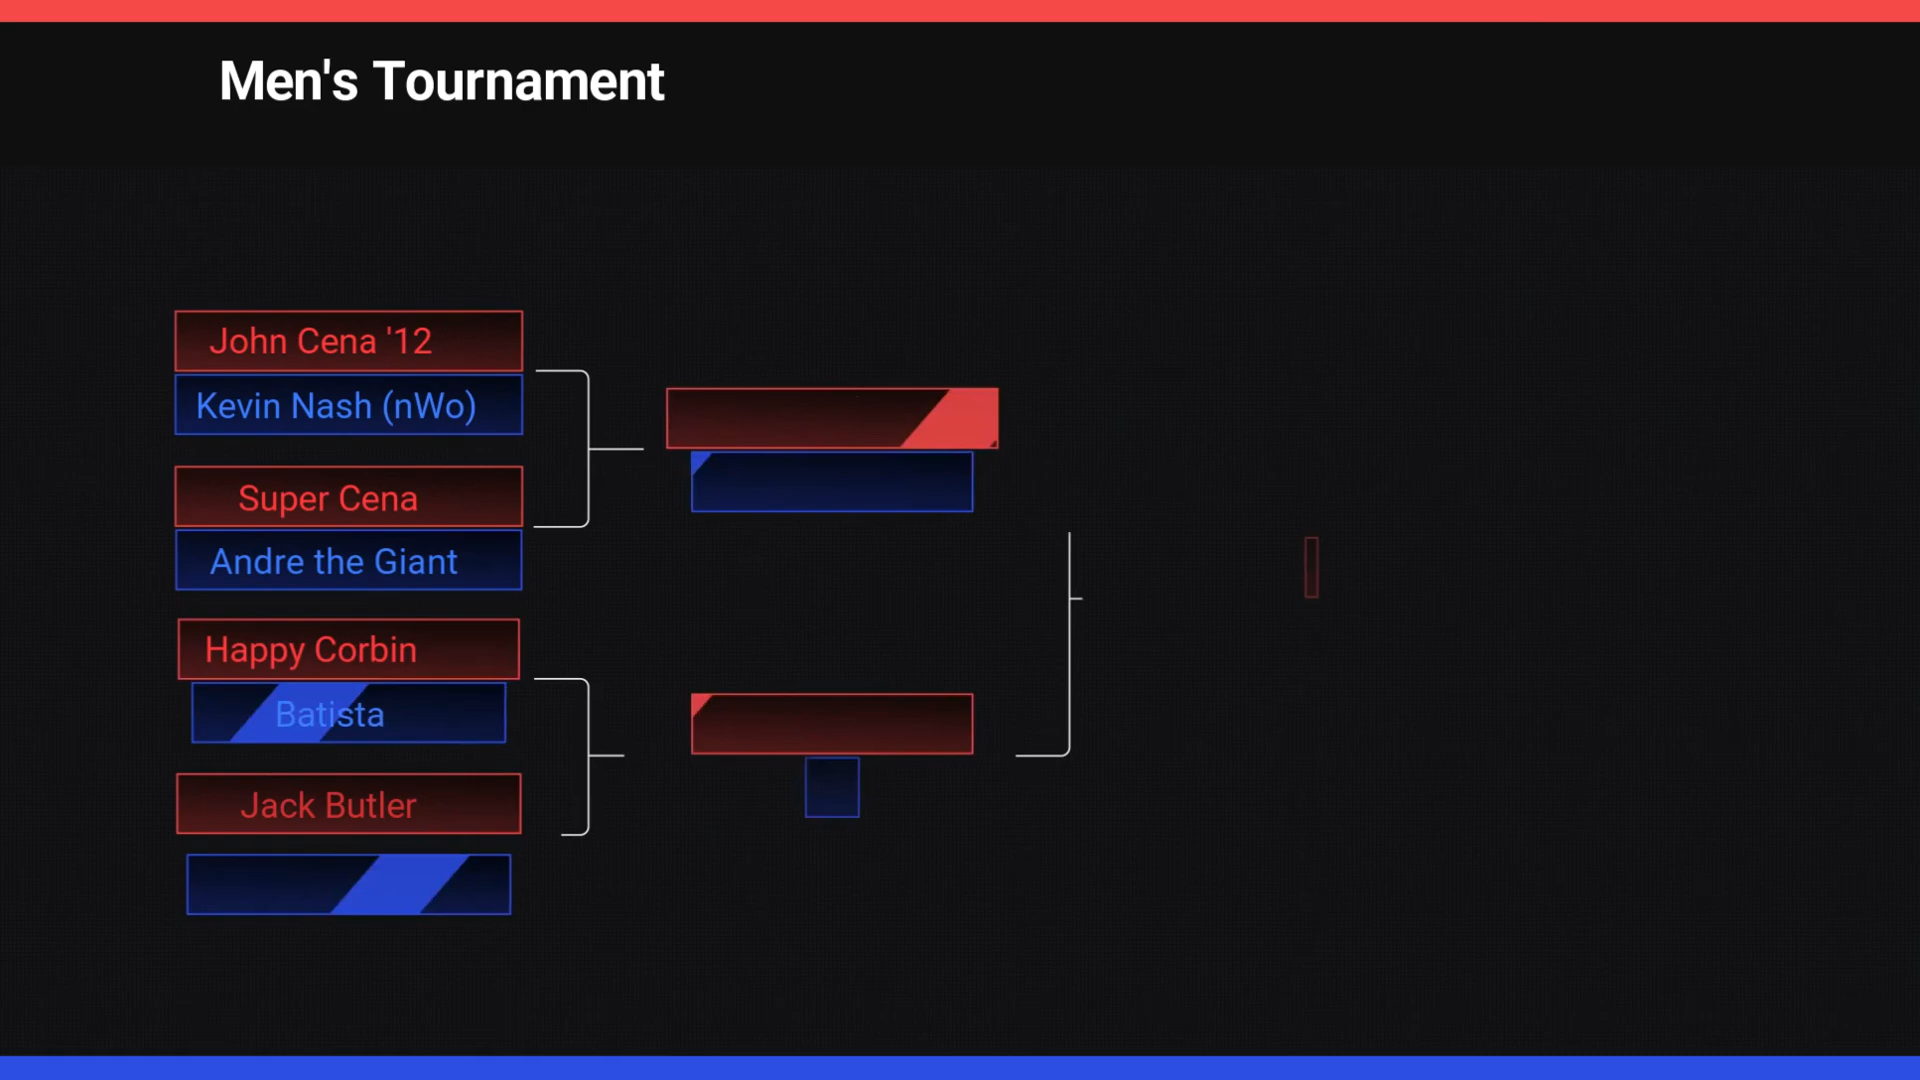 Men's Tournament
John Cena '12
Kevin Nash (nWo)
Super Cena
Andre the Giant
Happy Corbin
Batista
Jack Butler